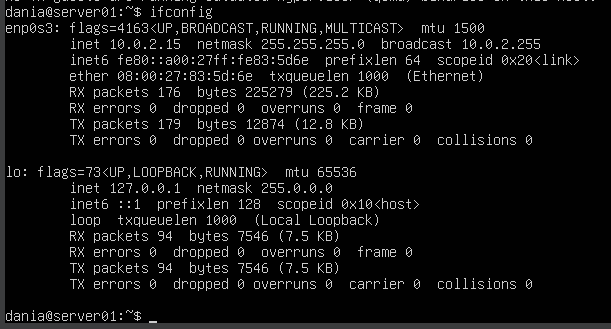 dania@server01:~$ ifconfig
enp0s3: flags=4163<UP,BROADCAST,RUNNING,MULTICAST>  mtu 1500
        inet 10.0.2.15  netmask 255.255.255.0  broadcast 10.0.2.255
        inet6 fe80::a00:27ff:fe83:5d6e  prefixlen 64  scopeid 0x20<link>
        ether 08:00:27:83:5d:6e  txqueuelen 1000  (Ethernet)
        RX packets 176  bytes 225279 (225.2 KB)
        RX errors 0  dropped 0  overruns 0  frame 0
        TX packets 179  bytes 12874 (12.8 KB)
        TX errors 0  dropped 0 overruns 0  carrier 0  collisions 0

lo: flags=73<UP,LOOPBACK,RUNNING>  mtu 65536
        inet 127.0.0.1  netmask 255.0.0.0
        inet6 ::1  prefixlen 128  scopeid 0x10<host>
        loop  txqueuelen 1000  (Local Loopback)
        RX packets 94  bytes 7546 (7.5 KB)
        RX errors 0  dropped 0  overruns 0  frame 0
        TX packets 94  bytes 7546 (7.5 KB)
        TX errors 0  dropped 0 overruns 0  carrier 0  collisions 0

dania@server01:~$ _